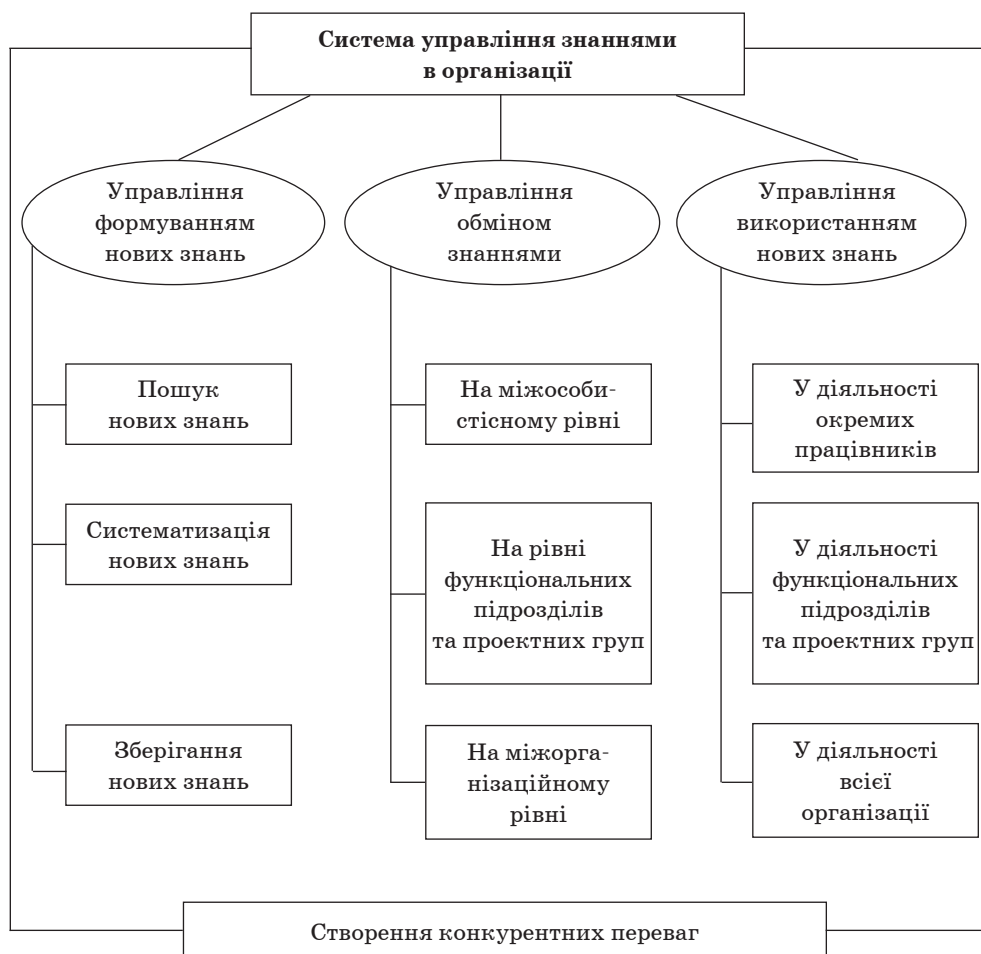 Система управління знаннями
в організації
Управління
формуванням
нових знань
Управління
обміном
знаннями
Управління
використанням
нових знань
Пошук
нових знань
Систематизація
нових знань
Зберігання
нових знань
На міжособи-
стісному рівні
На рівні
функціональних
підрозділів
та проектних груп
На міжорга-
нізаційному
рівні
У діяльності
окремих
працівників
У діяльності
функціональних
підрозділів
та проектних груп
У діяльності
всієї
організації
Створення конкурентних переваг